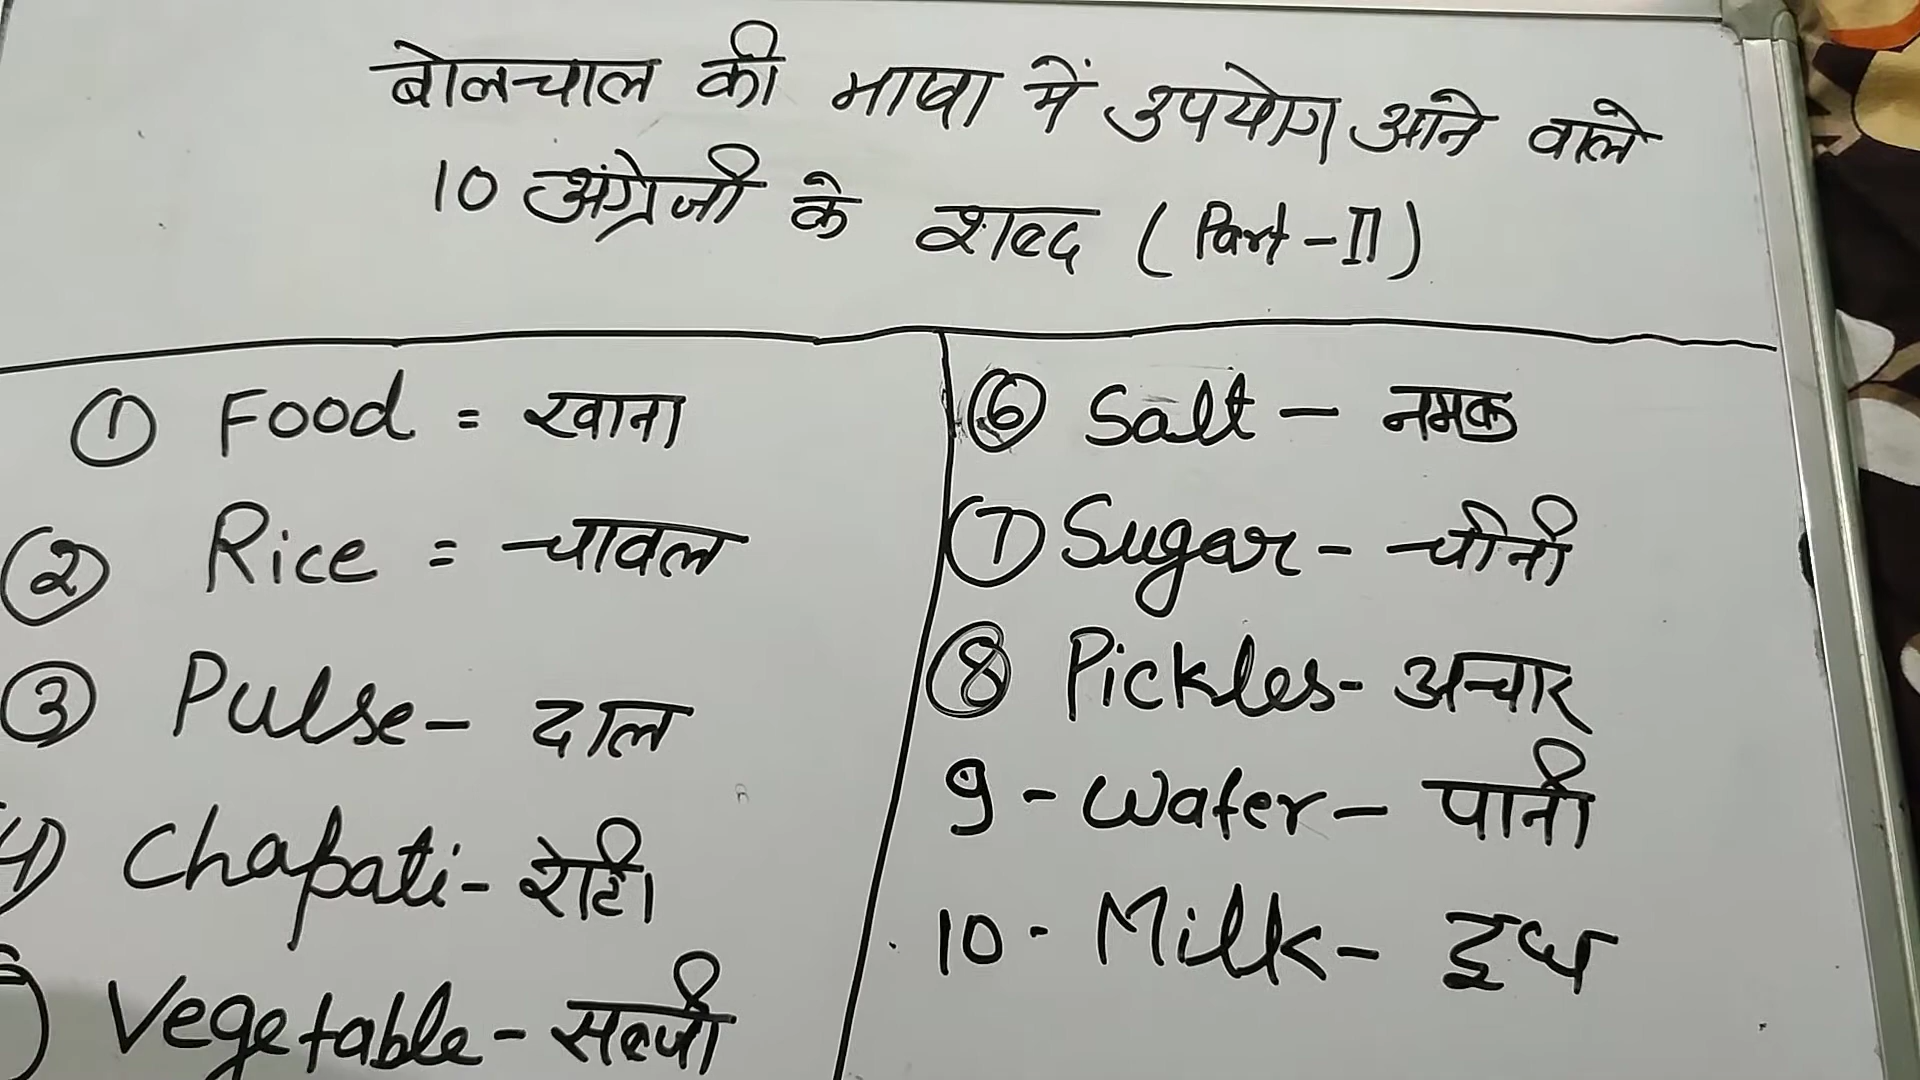 बोलचाल की भाषा में उपयोग आने वाले
10 अंग्रेजी के शब्द (Part-II)
① Food = खाना
② Rice = चावल
③ Pulse - दाल
4) Chapati - रोटी
Vegetable - सब्जी
⑥ Salt - नमक
⑦ Sugar - चीनी
⑧ Pickles - अचार
9 - Water - पानी
10 - Milk - दूध